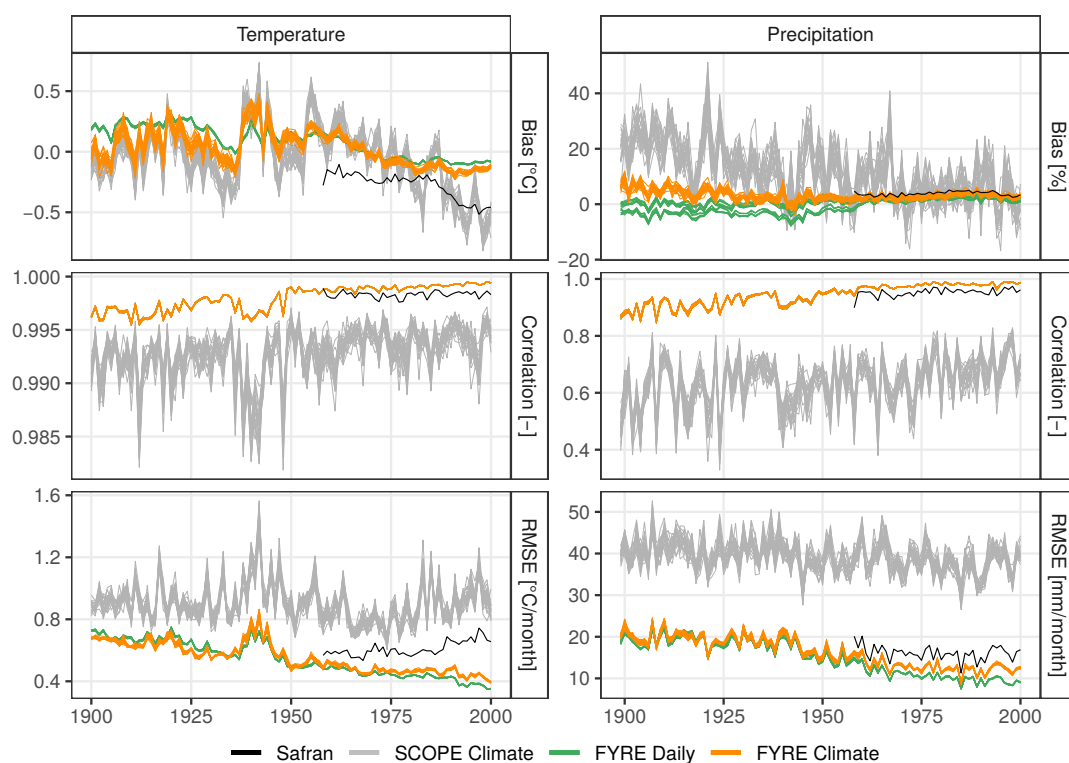 Temperature
Precipitation
0.5
0.0
−0.5
Bias [°C]
40
20
0
−20
Bias [%]
1.000
0.995
0.990
0.985
Correlation [−]
1.0
0.8
0.6
0.4
Correlation [−]
1.6
1.2
0.8
0.4
RMSE [°C/month]
50
40
30
20
10
RMSE [mm/month]
1900 1925 1950 1975 2000
1900 1925 1950 1975 2000
Safran SCOPE Climate FYRE Daily FYRE Climate